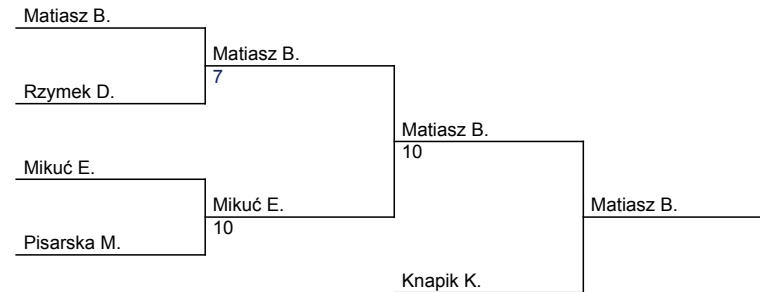 Matiasz B.
Matiasz B.
7
Rzymek D.
Matiasz B.
10
Mikuć E.
Mikuć E.
10
Matiasz B.
Pisarska M.
Knapik K.